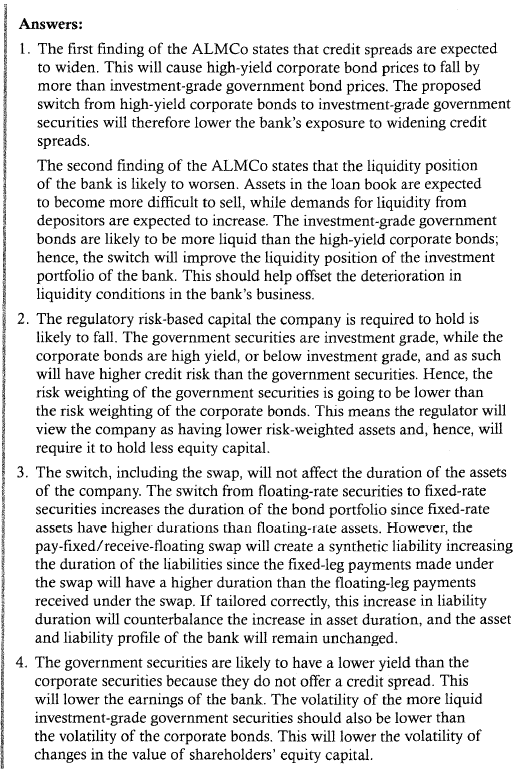 Answers:
1. The first finding of the ALMCo states that credit spreads are expected
to widen. This will cause high-yield corporate bond prices to fall by
more than investment-grade government bond prices. The proposed
switch from high-yield corporate bonds to investment-grade government
securities will therefore lower the bank's exposure to widening credit
spreads.
The second finding of the ALMCo states that the liquidity position
of the bank is likely to worsen. Assets in the loan book are expected
to become more difficult to sell, while demands for liquidity from
depositors are expected to increase. The investment-grade government
bonds are likely to be more liquid than the high-yield corporate bonds;
hence, the switch will improve the liquidity position of the investment
portfolio of the bank. This should help offset the deterioration in
liquidity conditions in the bank's business.
2. The regulatory risk-based capital the company is required to hold is
likely to fall. The government securities are investment grade, while the
corporate bonds are high yield, or below investment grade, and as such
will have higher credit risk than the government securities. Hence, the
risk weighting of the government securities is going to be lower than
the risk weighting of the corporate bonds. This means the regulator will
view the company as having lower risk-weighted assets and, hence, will
require it to hold less equity capital.
3. The switch, including the swap, will not affect the duration of the assets
of the company. The switch from floating-rate securities to fixed-rate
securities increases the duration of the bond portfolio since fixed-rate
assets have higher durations than floating-rate assets. However, the
pay-fixed/receive-floating swap will create a synthetic liability increasing
the duration of the liabilities since the fixed-leg payments made under
the swap will have a higher duration than the floating-leg payments
received under the swap. If tailored correctly, this increase in liability
duration will counterbalance the increase in asset duration, and the asset
and liability profile of the bank will remain unchanged.
4. The government securities are likely to have a lower yield than the
corporate securities because they do not offer a credit spread. This
will lower the earnings of the bank. The volatility of the more liquid
investment-grade government securities should also be lower than
the volatility of the corporate bonds. This will lower the volatility of
changes in the value of shareholders' equity capital.